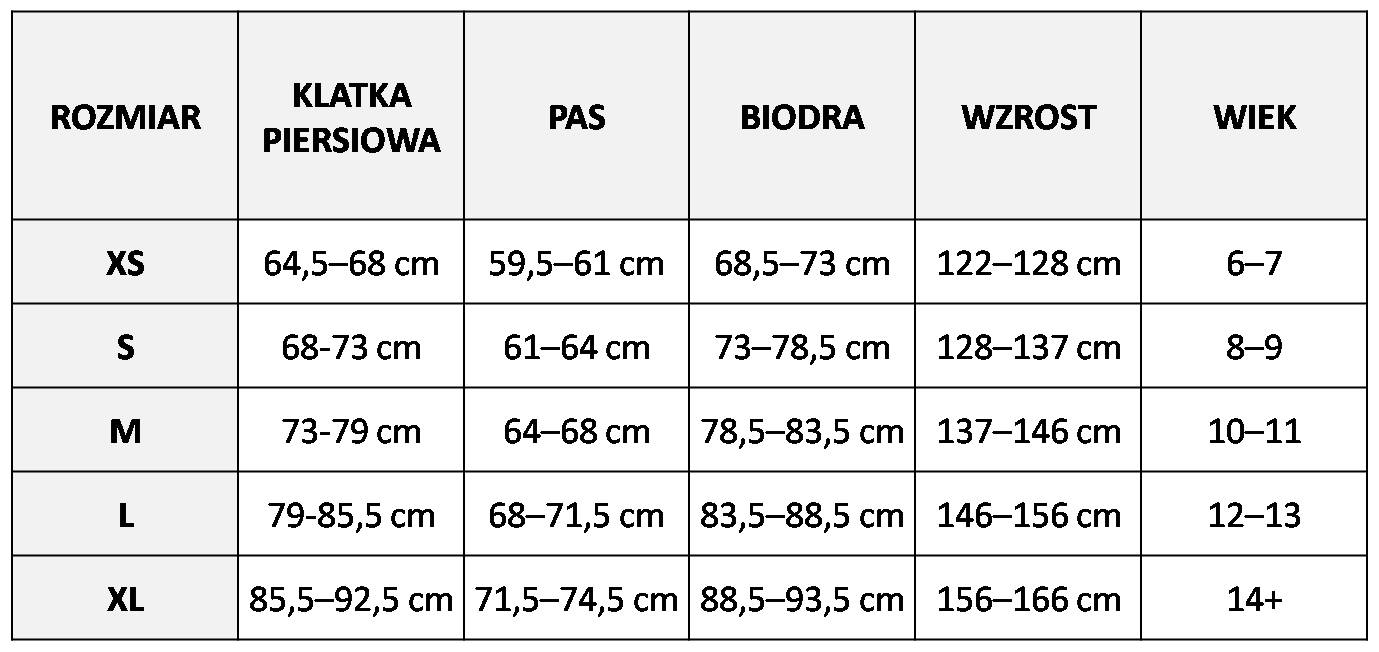 ROZMIAR KLATKA PIERSIOWA PAS BIODRA WZROST WIEK
XS 64,5–68 cm 59,5–61 cm 68,5–73 cm 122–128 cm 6–7
S 68-73 cm 61–64 cm 73–78,5 cm 128–137 cm 8–9
M 73-79 cm 64–68 cm 78,5–83,5 cm 137–146 cm 10–11
L 79-85,5 cm 68–71,5 cm 83,5–88,5 cm 146–156 cm 12–13
XL 85,5–92,5 cm 71,5–74,5 cm 88,5–93,5 cm 156–166 cm 14+